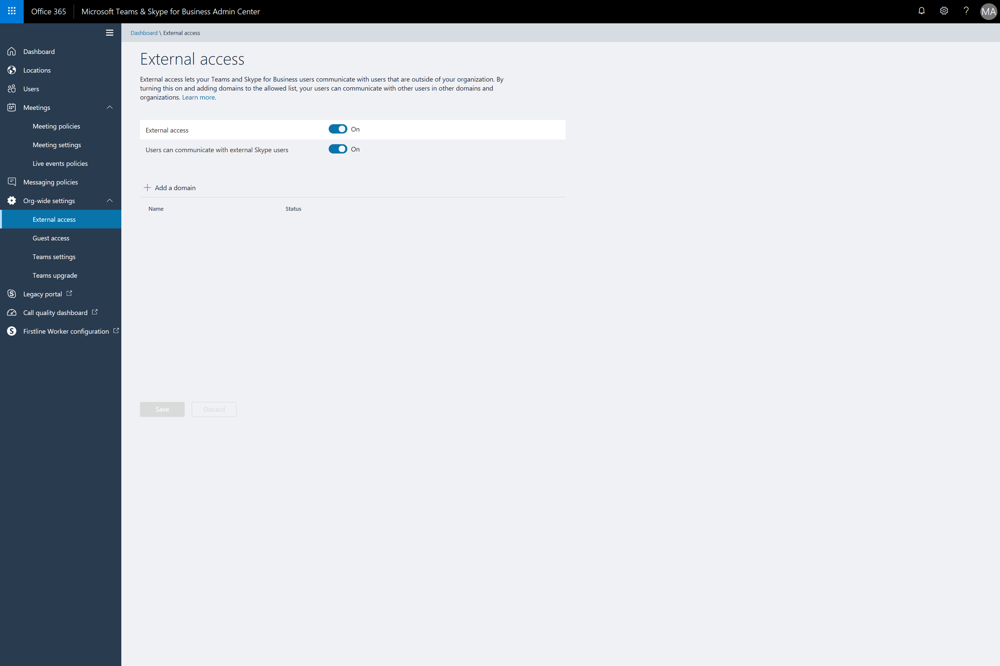 Office 365
Microsoft Teams & Skype for Business Admin Center
MA
Dashboard \ External access
Dashboard
Locations
Users
Meetings
Meeting policies
Meeting settings
Live events policies
Messaging policies
Org-wide settings
External access
Guest access
Teams settings
Teams upgrade
Legacy portal
Call quality dashboard
Firstline Worker configuration
External access
External access lets your Teams and Skype for Business users communicate with users that are outside of your organization. By
turning this on and adding domains to the allowed list, your users can communicate with other users in other domains and
organizations. Learn more.
External access On
Users can communicate with external Skype users On
Add a domain
Name Status
Save Discard